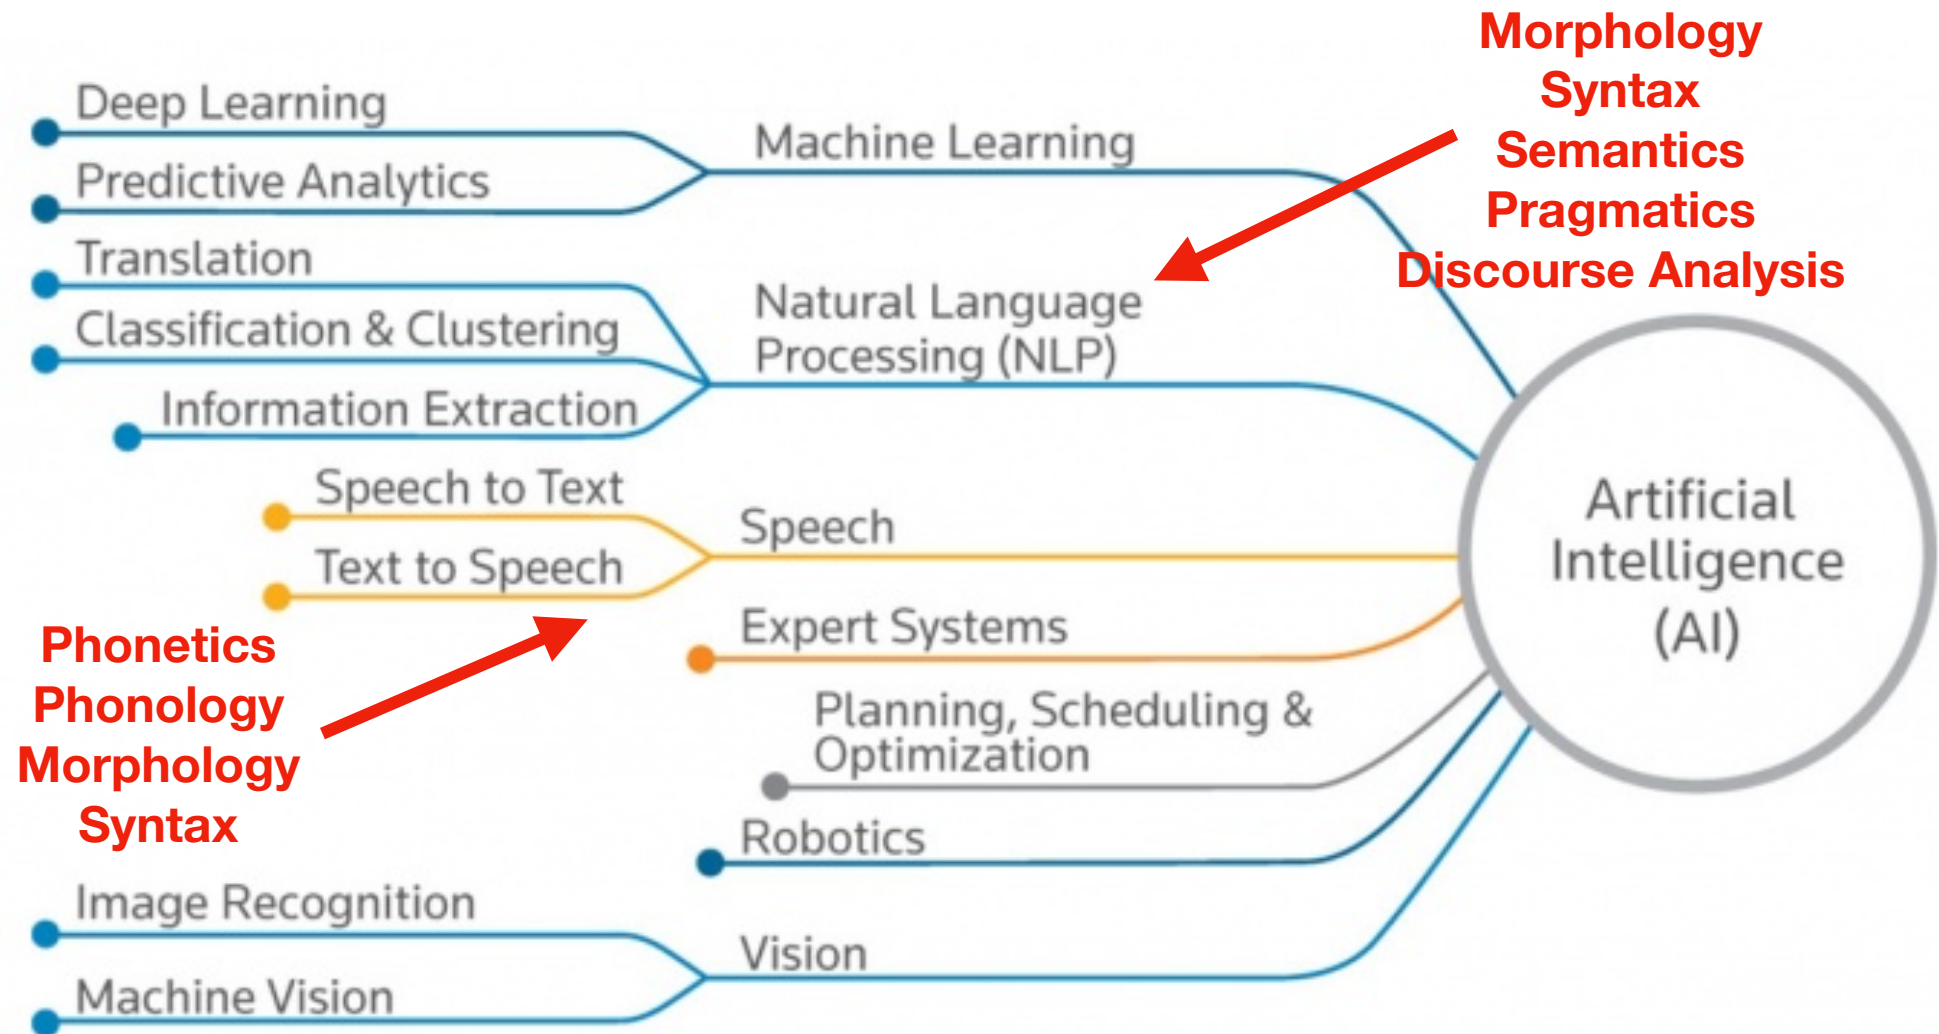 Morphology
Syntax
Semantics
Pragmatics
Discourse Analysis
Deep Learning
Predictive Analytics
Machine Learning
Translation
Classification & Clustering
Information Extraction
Natural Language
Processing (NLP)
Speech to Text
Text to Speech
Speech
Phonetics
Phonology
Morphology
Syntax
Expert Systems
Planning, Scheduling &
Optimization
Robotics
Image Recognition
Machine Vision
Vision
Artificial
Intelligence
(AI)